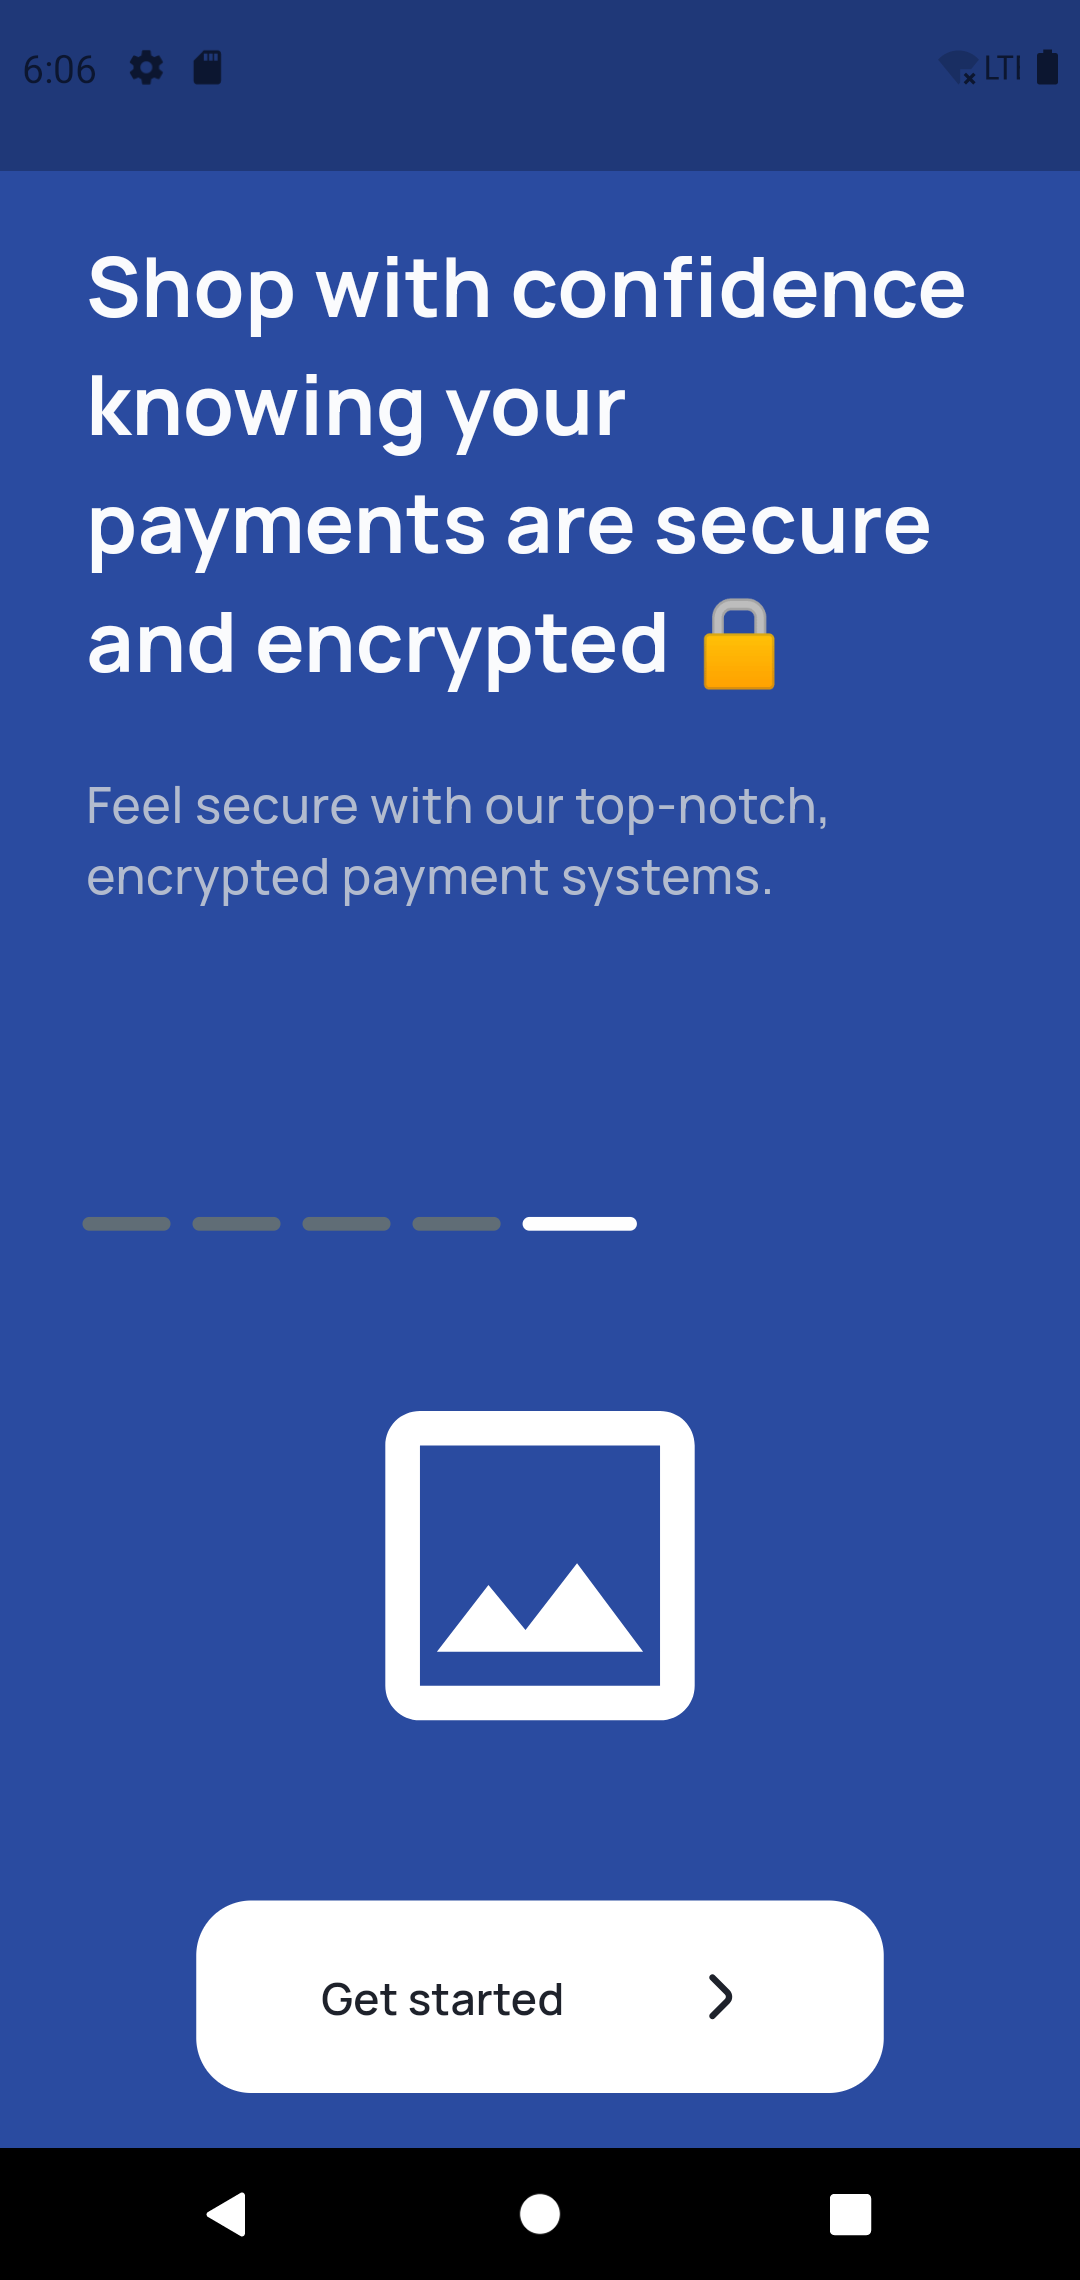 6:06
LTI
Shop with confidence
knowing your
payments are secure
and encrypted 🔒
Feel secure with our top-notch,
encrypted payment systems.
Get started